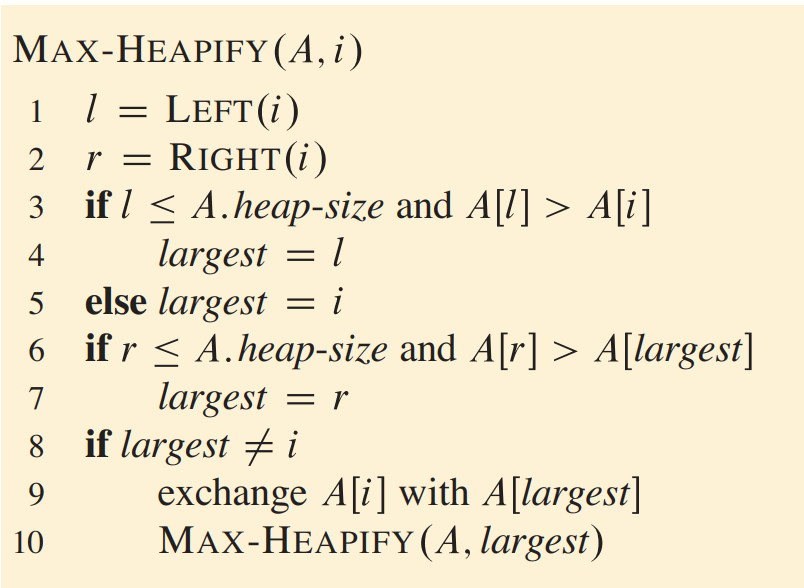 MAX-HEAPIFY(A, i)
1 l = LEFT(i)
2 r = RIGHT(i)
3 if l ≤ A.heap-size and A[l] > A[i]
4 largest = l
5 else largest = i
6 if r ≤ A.heap-size and A[r] > A[largest]
7 largest = r
8 if largest ≠ i
9 exchange A[i] with A[largest]
10 MAX-HEAPIFY(A, largest)